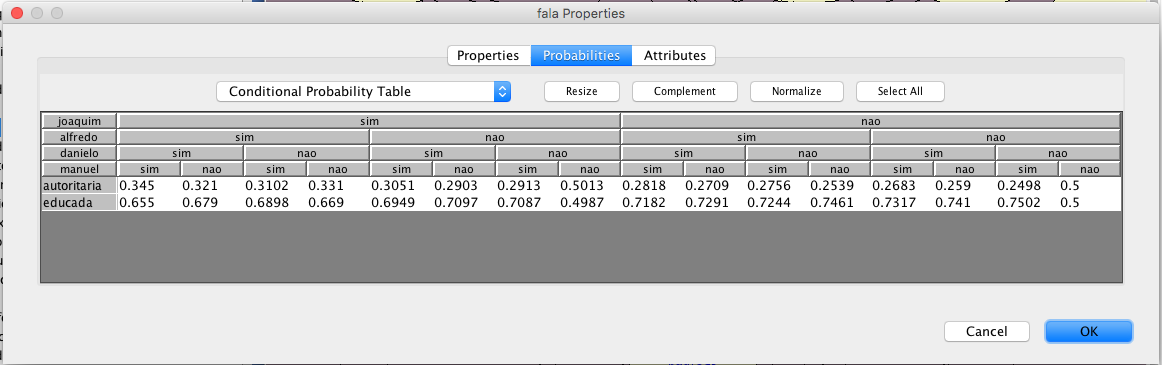 fala Properties
Properties Probabilities Attributes
Conditional Probability Table Resize Complement Normalize Select All
joaquim sim nao
alfredo sim nao sim nao
danielo sim nao sim nao sim nao sim nao
manuel sim nao sim nao sim nao sim nao sim nao sim nao sim nao sim nao
autoritaria 0.345 0.321 0.3102 0.331 0.3051 0.2903 0.2913 0.5013 0.2818 0.2709 0.2756 0.2539 0.2683 0.259 0.2498 0.5
educada 0.655 0.679 0.6898 0.669 0.6949 0.7097 0.7087 0.4987 0.7182 0.7291 0.7244 0.7461 0.7317 0.741 0.7502 0.5
Cancel OK